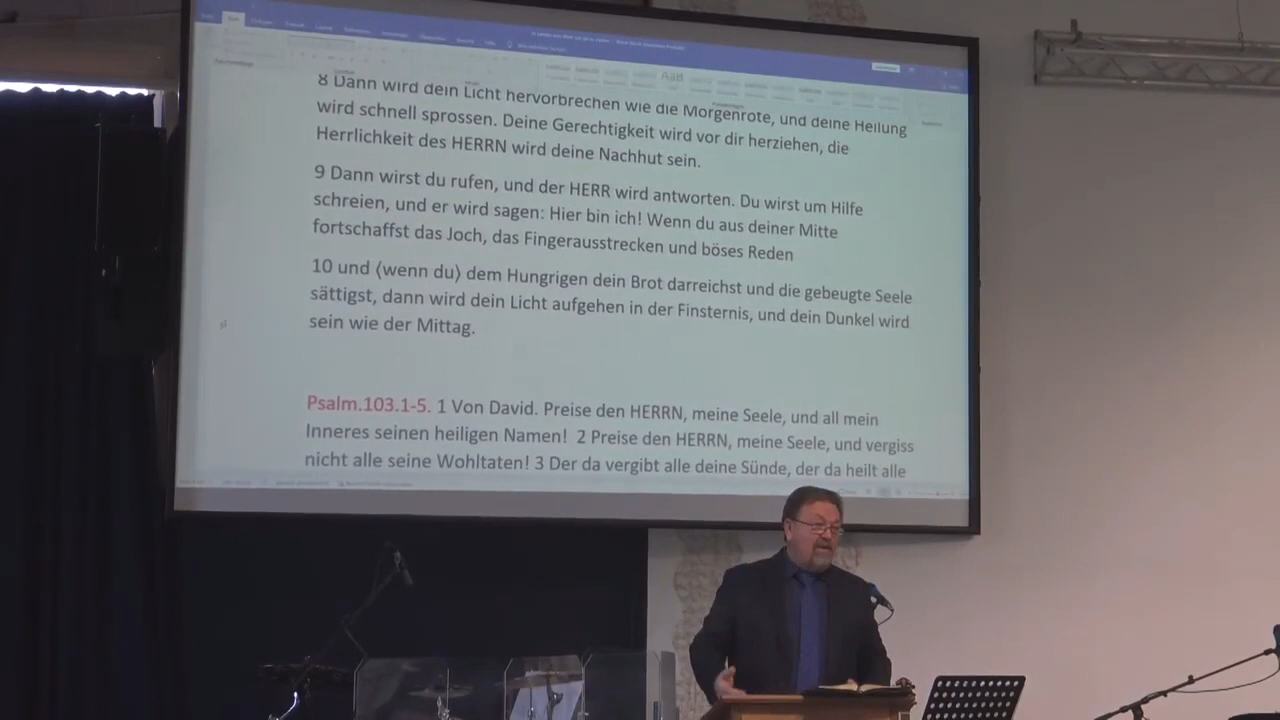 8 Dann wird dein Licht hervorbrechen wie die Morgenröte, und deine Heilung
wird schnell sprossen. Deine Gerechtigkeit wird vor dir herziehen, die
Herrlichkeit des HERRN wird deine Nachhut sein.
9 Dann wirst du rufen, und der HERR wird antworten. Du wirst um Hilfe
schreien, und er wird sagen: Hier bin ich! Wenn du aus deiner Mitte
fortschaffst das Joch, das Fingerausstrecken und böses Reden
10 und ⟨wenn du⟩ dem Hungrigen dein Brot darreichst und die gebeugte Seele
sättigst, dann wird dein Licht aufgehen in der Finsternis, und dein Dunkel wird
sein wie der Mittag.
Psalm.103.1-5. 1 Von David. Preise den HERRN, meine Seele, und all mein
Inneres seinen heiligen Namen! 2 Preise den HERRN, meine Seele, und vergiss
nicht alle seine Wohltaten! 3 Der da vergibt alle deine Sünde, der da heilt alle